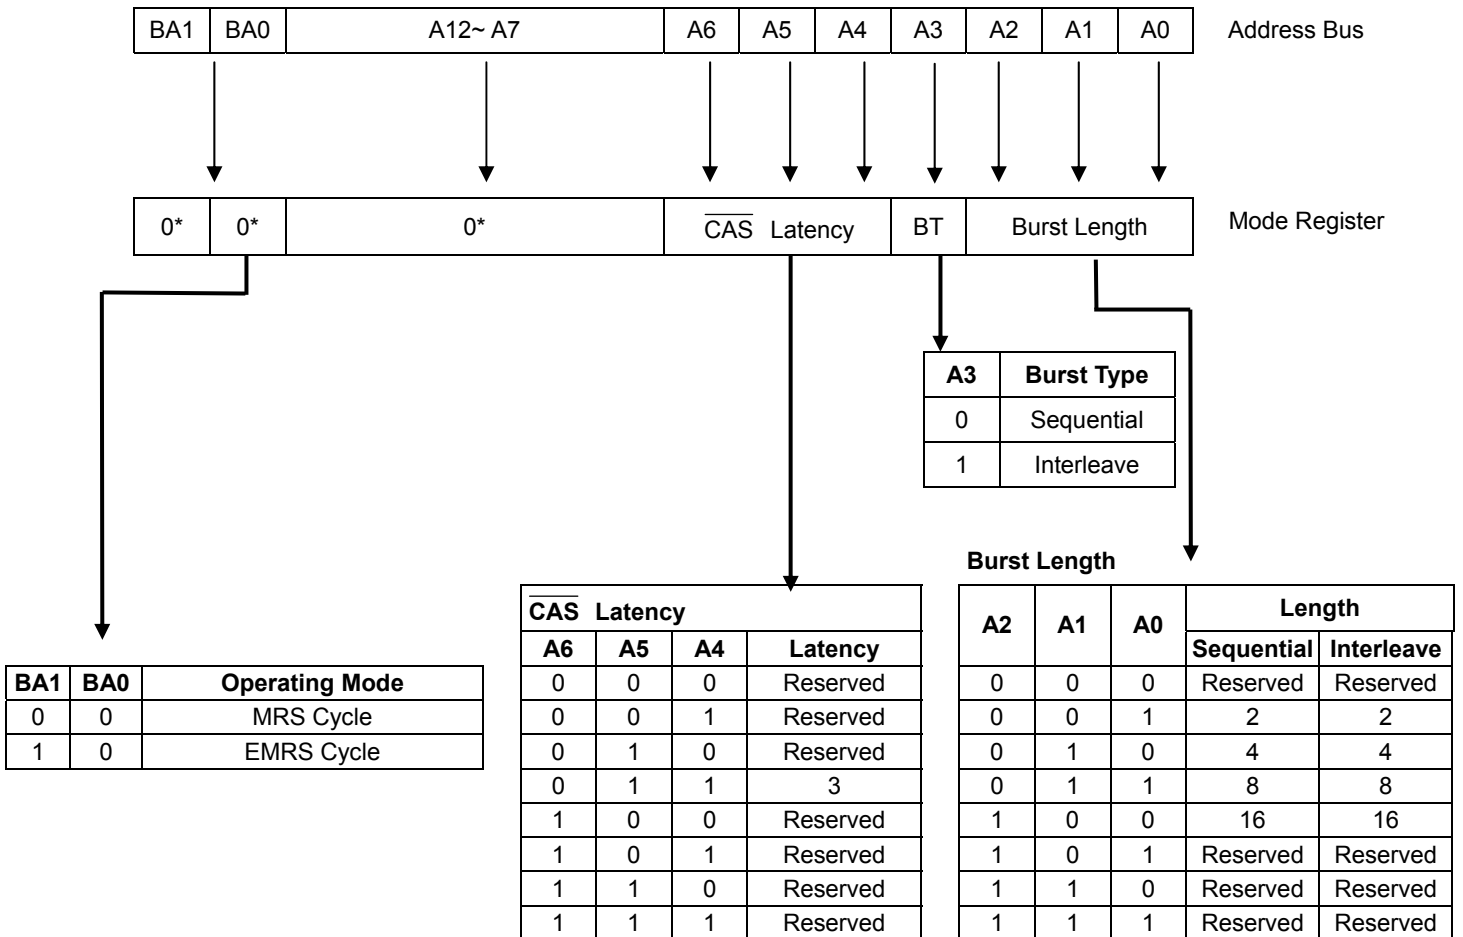 BA1 BA0 A12~ A7 A6 A5 A4 A3 A2 A1 A0 Address Bus
0* 0* 0* CAS Latency BT Burst Length Mode Register
A3 Burst Type
0 Sequential
1 Interleave
BA1 BA0 Operating Mode
0 0 MRS Cycle
1 0 EMRS Cycle
CAS Latency
A6 A5 A4 Latency
0 0 0 Reserved
0 0 1 Reserved
0 1 0 Reserved
0 1 1 3
1 0 0 Reserved
1 0 1 Reserved
1 1 0 Reserved
1 1 1 Reserved
Burst Length
A2 A1 A0 Length
Sequential Interleave
0 0 0 Reserved Reserved
0 0 1 2 2
0 1 0 4 4
0 1 1 8 8
1 0 0 16 16
1 0 1 Reserved Reserved
1 1 0 Reserved Reserved
1 1 1 Reserved Reserved